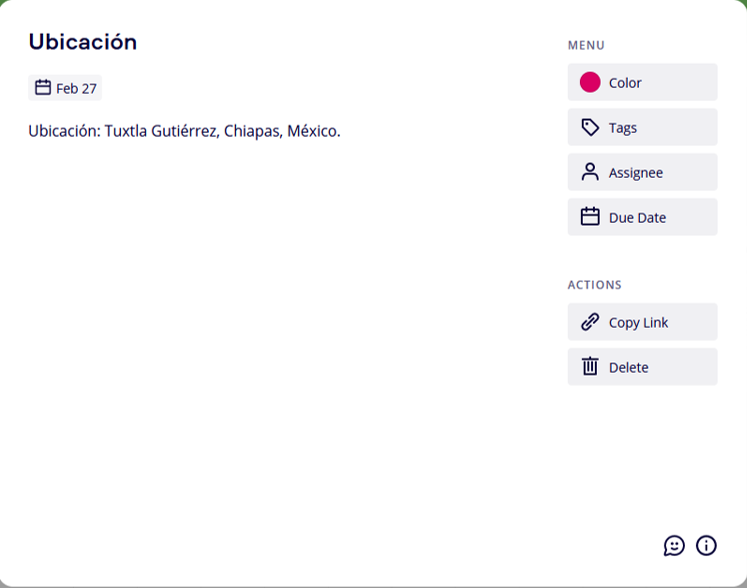 Ubicación
Feb 27
Ubicación: Tuxtla Gutiérrez, Chiapas, México.
MENU
Color
Tags
Assignee
Due Date
ACTIONS
Copy Link
Delete